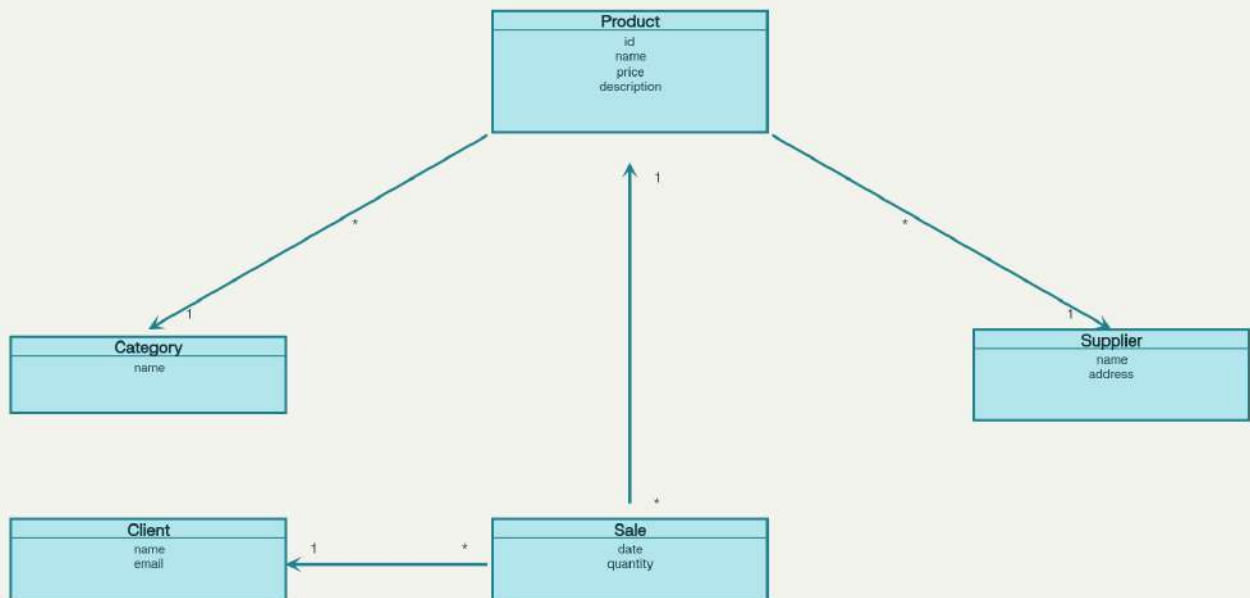 Product
id
name
price
description
1
*
*
1
1
Category
name
Supplier
name
address
*
Client
name
email
1
*
Sale
date
quantity